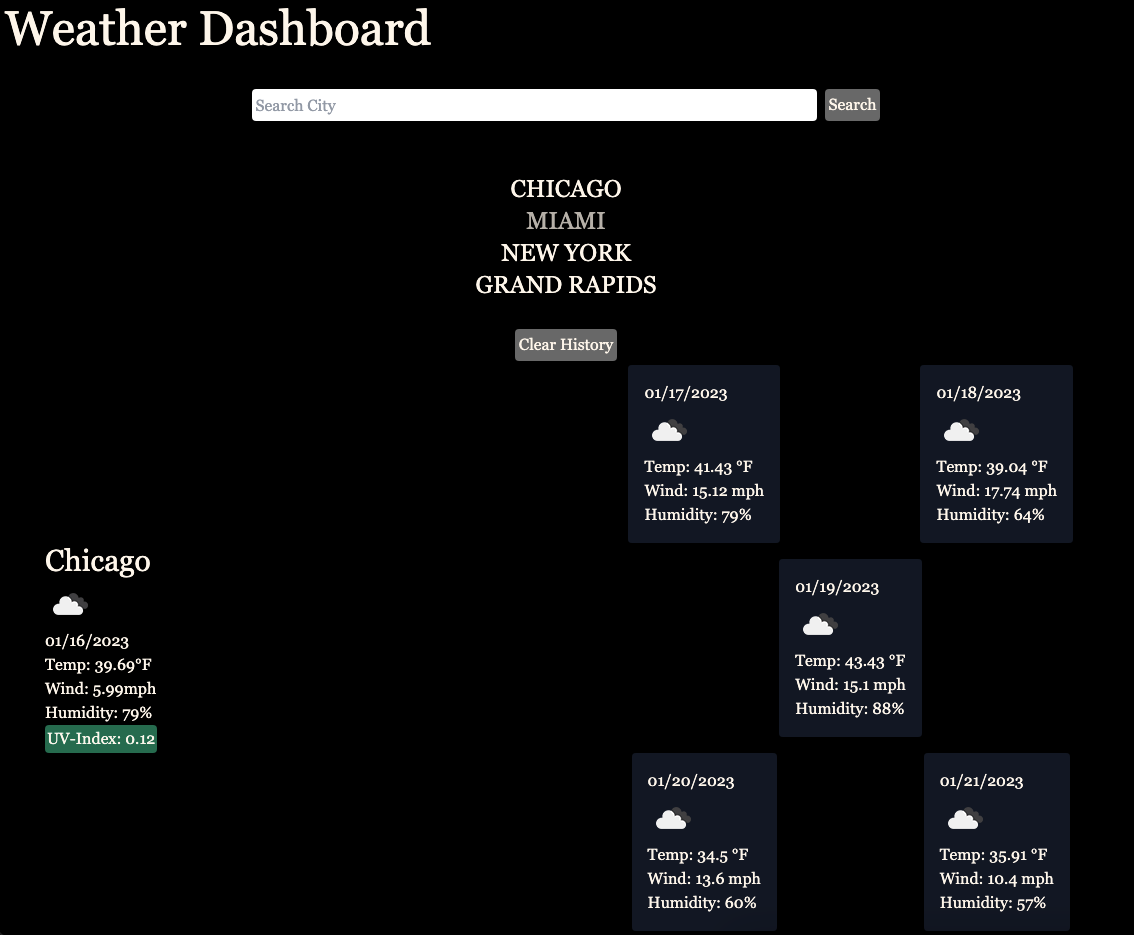 Weather Dashboard
Search City
Search
CHICAGO
MIAMI
NEW YORK
GRAND RAPIDS
Clear History
Chicago
01/16/2023
Temp: 39.69°F
Wind: 5.99mph
Humidity: 79%
UV-Index: 0.12
01/17/2023
Temp: 41.43 °F
Wind: 15.12 mph
Humidity: 79%
01/18/2023
Temp: 39.04 °F
Wind: 17.74 mph
Humidity: 64%
01/19/2023
Temp: 43.43 °F
Wind: 15.1 mph
Humidity: 88%
01/20/2023
Temp: 34.5 °F
Wind: 13.6 mph
Humidity: 60%
01/21/2023
Temp: 35.91 °F
Wind: 10.4 mph
Humidity: 57%